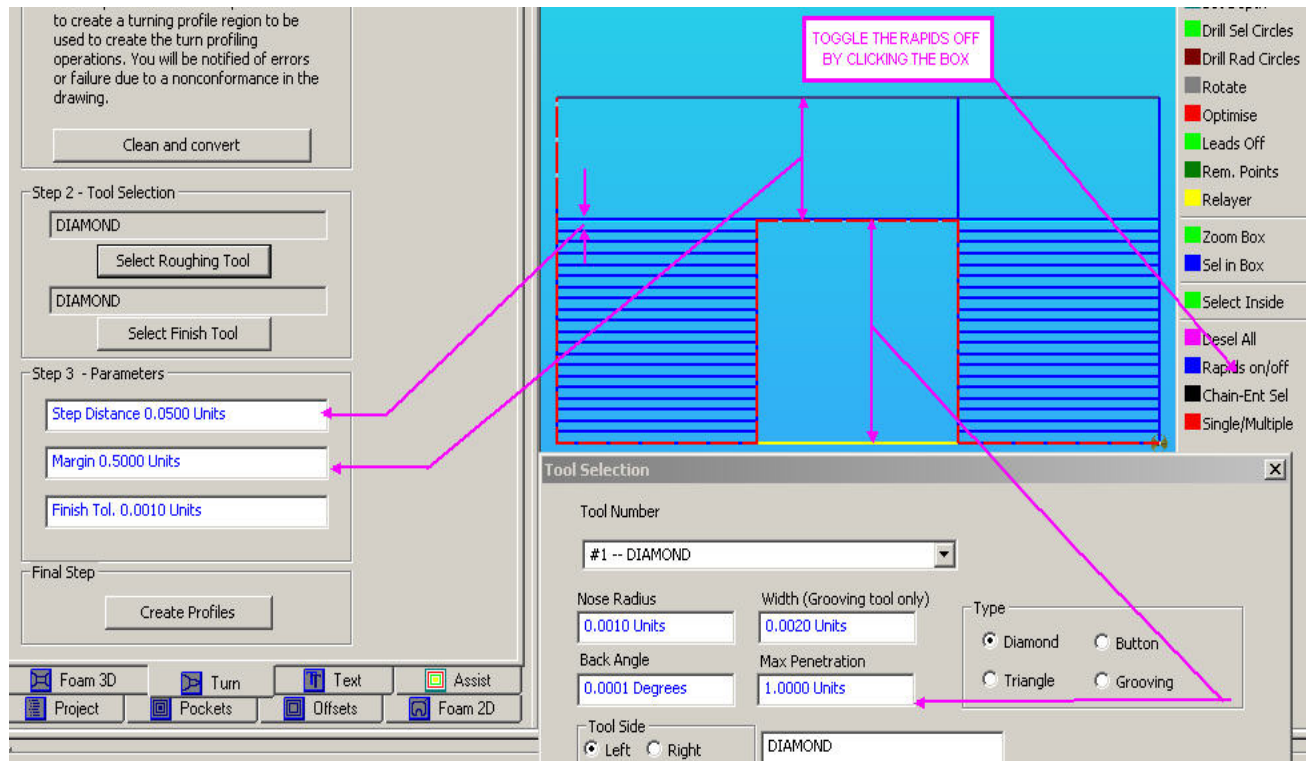 to create a turning profile region to be
used to create the turn profiling
operations. You will be notified of errors
or failure due to a nonconformance in the
drawing.
Clean and convert
Step 2 - Tool Selection
DIAMOND
Select Roughing Tool
DIAMOND
Select Finish Tool
Step 3 - Parameters
Step Distance 0.0500 Units
Margin 0.5000 Units
Finish Tol. 0.0010 Units
Final Step
Create Profiles
Foam 3D
Turn
Text
Assist
Project
Pockets
Offsets
Foam 2D
TOGGLE THE RAPIDS OFF
BY CLICKING THE BOX
Drill Sel Circles
Drill Rad Circles
Rotate
Optimise
Leads Off
Rem. Points
Relayer
Zoom Box
Sel in Box
Select Inside
Desel All
Rapids on/off
Chain-Ent Sel
Single/Multiple
Tool Selection
Tool Number
#1 -- DIAMOND
Nose Radius
Width (Grooving tool only)
0.0010 Units
0.0020 Units
Back Angle
Max Penetration
0.0001 Degrees
1.0000 Units
Type
Diamond
Button
Triangle
Grooving
Tool Side
Left
Right
DIAMOND